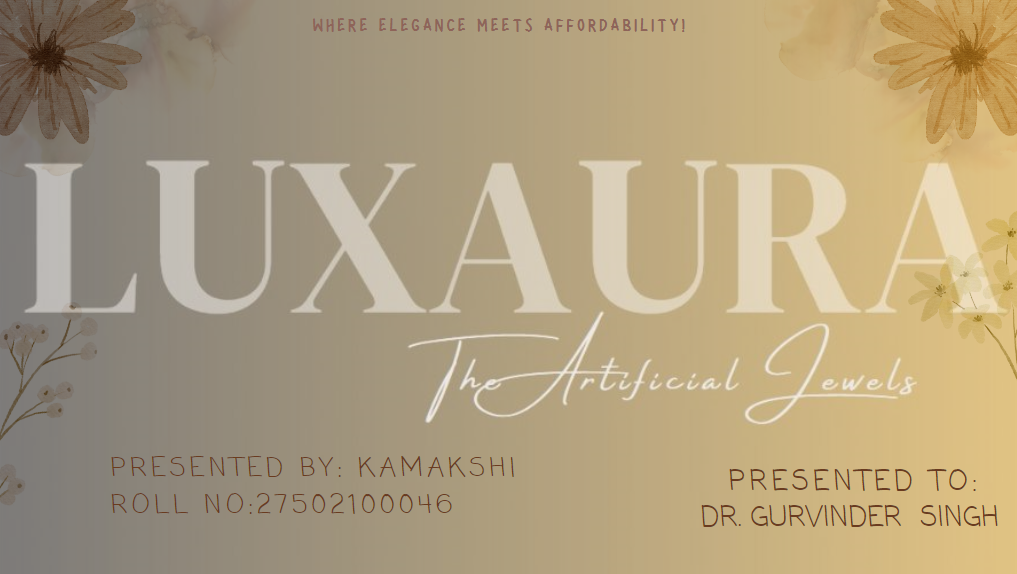 WHERE ELEGANCE MEETS AFFORDABILITY!
LUXAURA
The Artificial Jewels
PRESENTED BY: KAMAKSHI
ROLL NO:27502100046
PRESENTED TO:
DR. GURVINDER SINGH